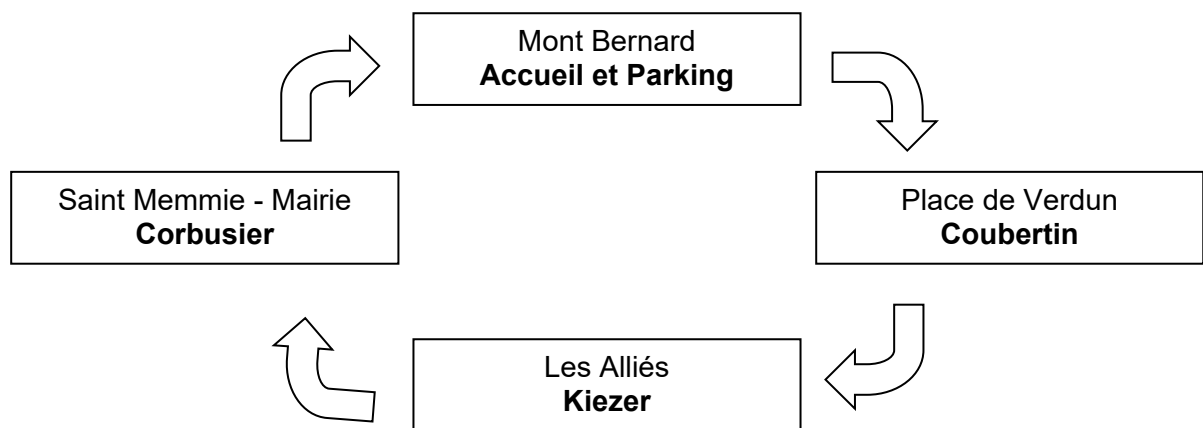 Mont Bernard
Accueil et Parking
Saint Memmie - Mairie
Corbusier
Place de Verdun
Coubertin
Les Alliés
Kiezer